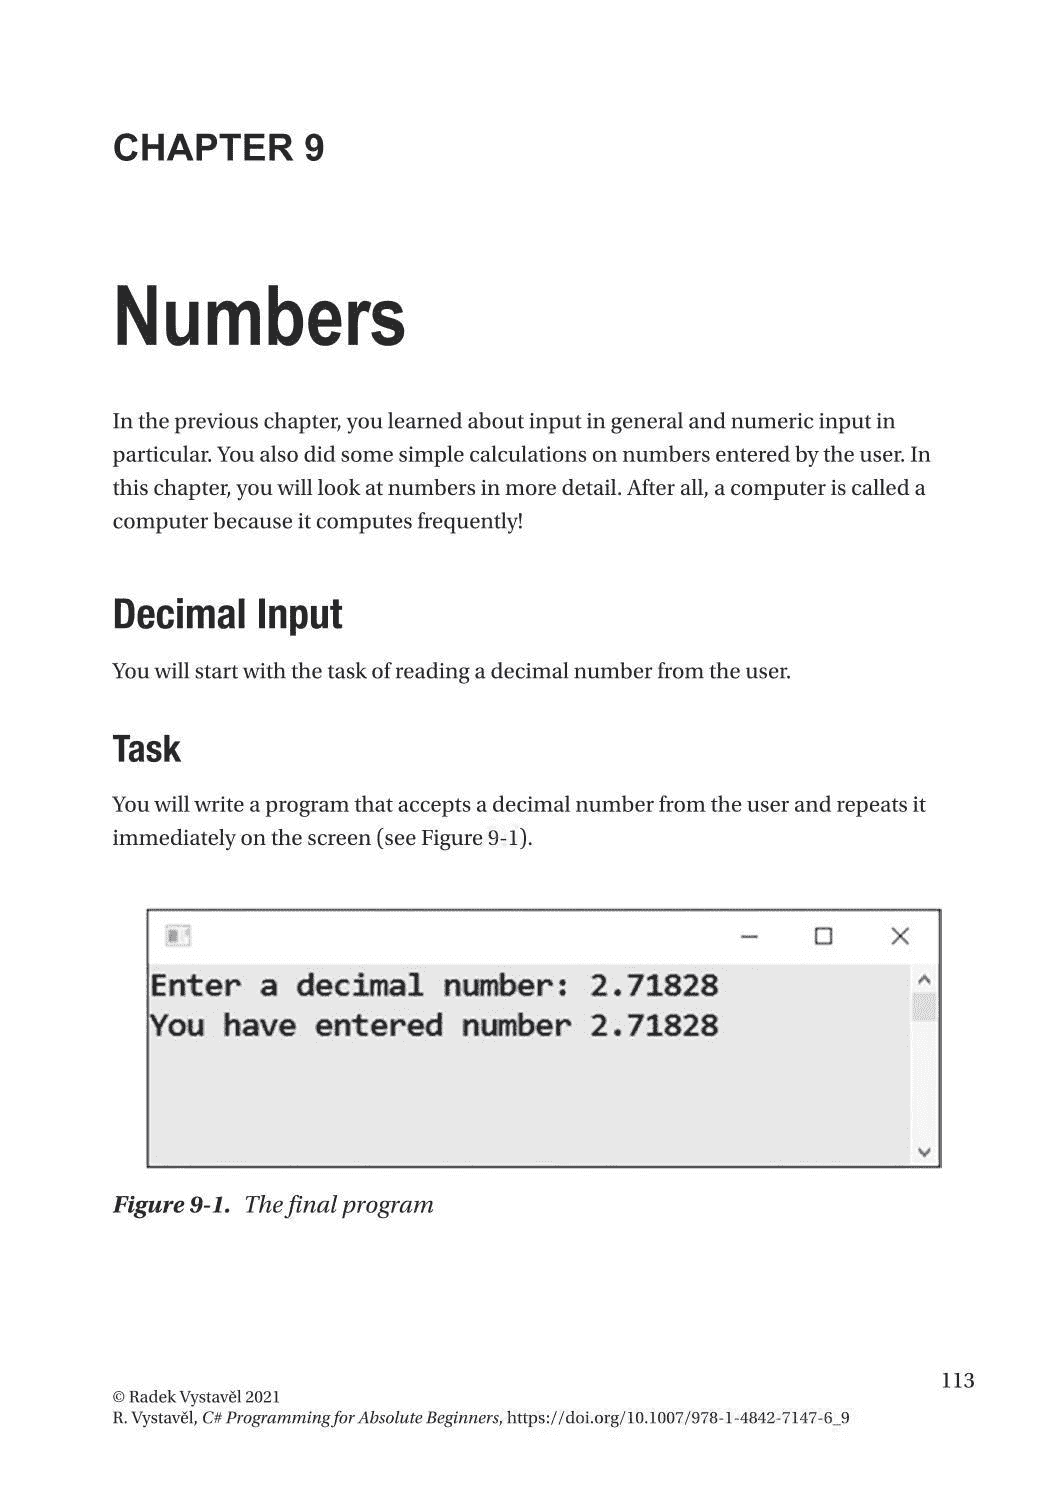 CHAPTER 9
Numbers
In the previous chapter, you learned about input in general and numeric input in
particular. You also did some simple calculations on numbers entered by the user. In
this chapter, you will look at numbers in more detail. After all, a computer is called a
computer because it computes frequently!
Decimal Input
You will start with the task of reading a decimal number from the user.
Task
You will write a program that accepts a decimal number from the user and repeats it
immediately on the screen (see Figure 9-1).
Enter a decimal number: 2.71828
You have entered number 2.71828
Figure 9-1. The final program
113
© Radek Vystavěl 2021
R. Vystavěl, C# Programming for Absolute Beginners, https://doi.org/10.1007/978-1-4842-7147-6_9